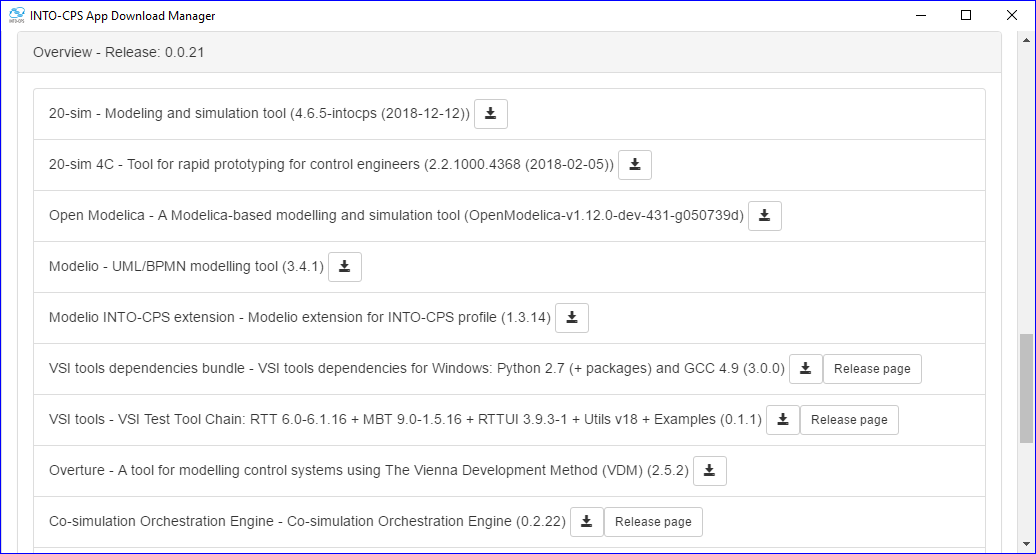 INTO-CPS App Download Manager
Overview - Release: 0.0.21
20-sim - Modeling and simulation tool (4.6.5-intocps (2018-12-12))
20-sim 4C - Tool for rapid prototyping for control engineers (2.2.1000.4368 (2018-02-05))
Open Modelica - A Modelica-based modelling and simulation tool (OpenModelica-v1.12.0-dev-431-g050739d)
Modelio - UML/BPMN modelling tool (3.4.1)
Modelio INTO-CPS extension - Modelio extension for INTO-CPS profile (1.3.14)
VSI tools dependencies bundle - VSI tools dependencies for Windows: Python 2.7 (+ packages) and GCC 4.9 (3.0.0) Release page
VSI tools - VSI Test Tool Chain: RTT 6.0-6.1.16 + MBT 9.0-1.5.16 + RTTUI 3.9.3-1 + Utils v18 + Examples (0.1.1) Release page
Overture - A tool for modelling control systems using The Vienna Development Method (VDM) (2.5.2)
Co-simulation Orchestration Engine - Co-simulation Orchestration Engine (0.2.22) Release page